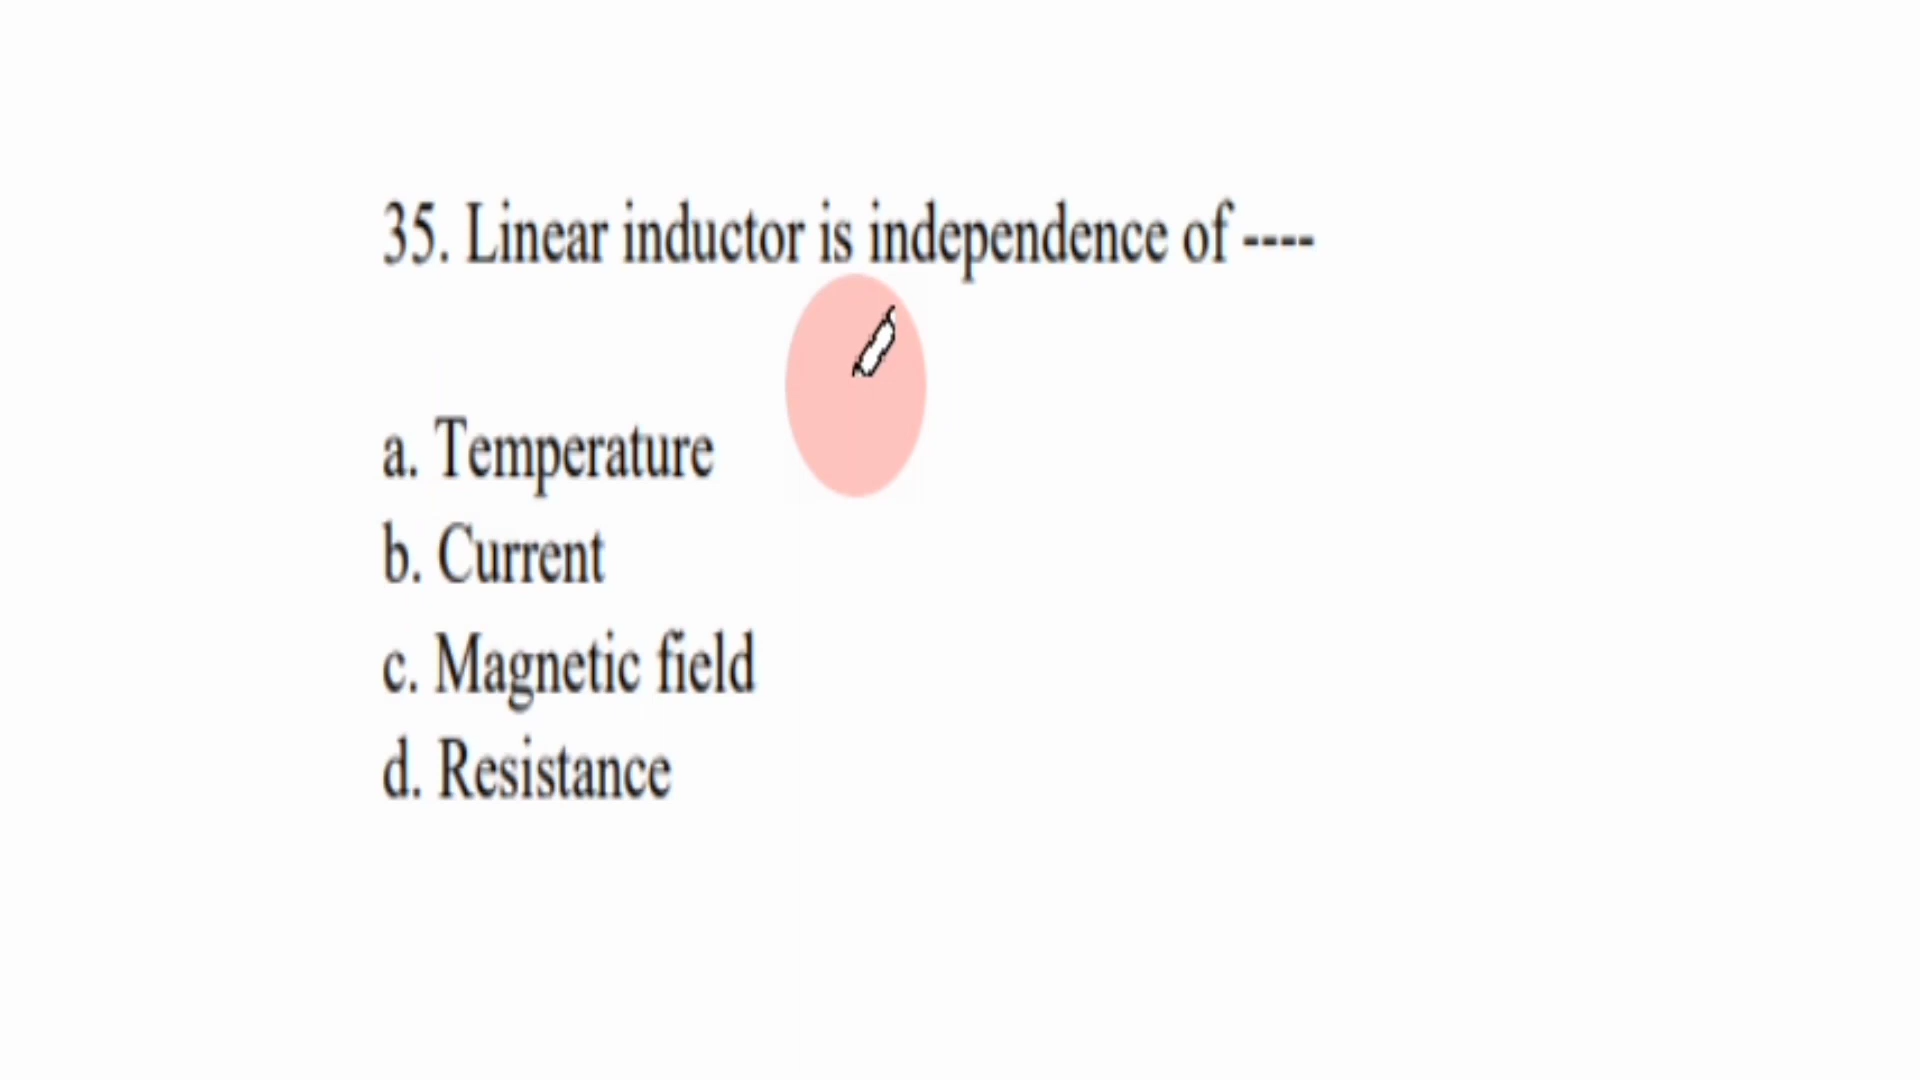 35. Linear inductor is independence of ----
a. Temperature
b. Current
c. Magnetic field
d. Resistance